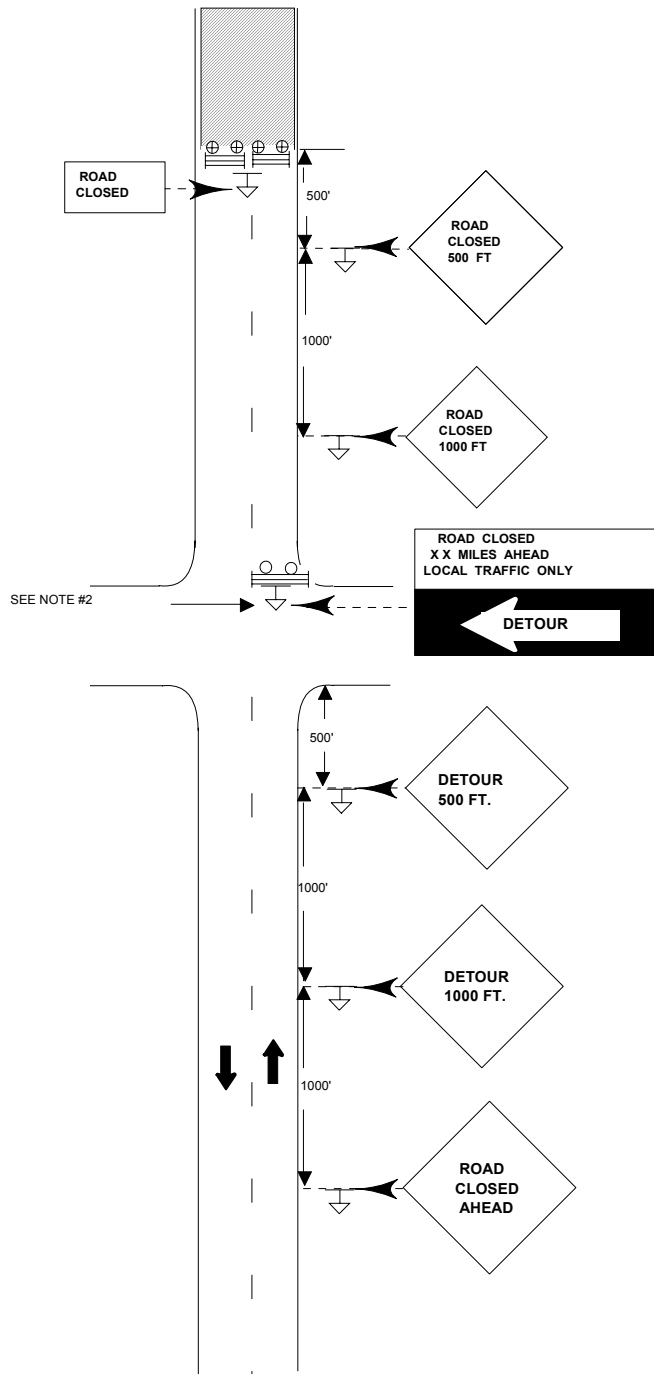 ROAD
CLOSED
500'
ROAD
CLOSED
500 FT
1000'
ROAD
CLOSED
1000 FT
ROAD CLOSED
X X MILES AHEAD
LOCAL TRAFFIC ONLY
SEE NOTE #2
DETOUR
500'
DETOUR
500 FT.
1000'
DETOUR
1000 FT.
1000'
ROAD
CLOSED
AHEAD